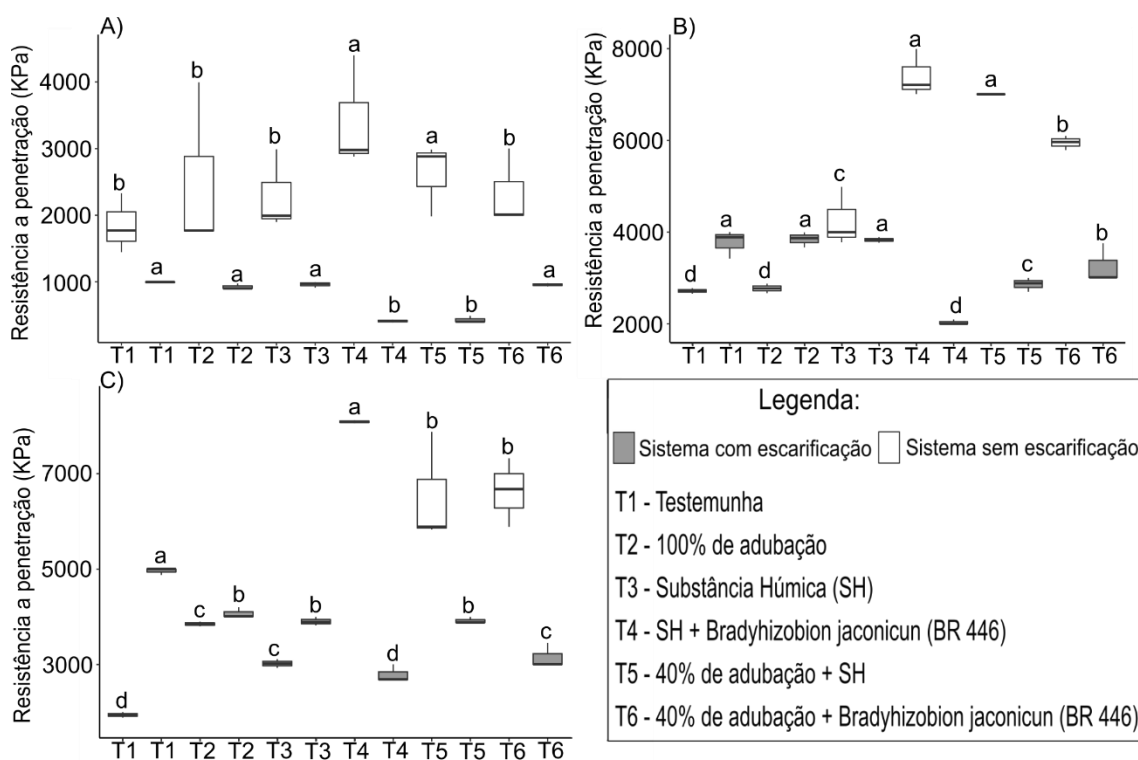 A)
Resistência a penetração (KPa)
4000
3000
2000
1000
b
a
b
a
b
a
a
b
a
b
b
a
T1 T1 T2 T2 T3 T3 T4 T4 T5 T5 T6 T6
B)
Resistência a penetração (KPa)
8000
6000
4000
2000
d
a
d
a
c
a
a
d
a
c
b
b
T1 T1 T2 T2 T3 T3 T4 T4 T5 T5 T6 T6
C)
Resistência a penetração (KPa)
7000
5000
3000
d
a
c
b
c
b
a
d
b
b
b
c
T1 T1 T2 T2 T3 T3 T4 T4 T5 T5 T6 T6
Legenda:
Sistema com escarificação Sistema sem escarificação
T1 - Testemunha
T2 - 100% de adubação
T3 - Substância Húmica (SH)
T4 - SH + Bradyhizobion jaconicun (BR 446)
T5 - 40% de adubação + SH
T6 - 40% de adubação + Bradyhizobion jaconicun (BR 446)